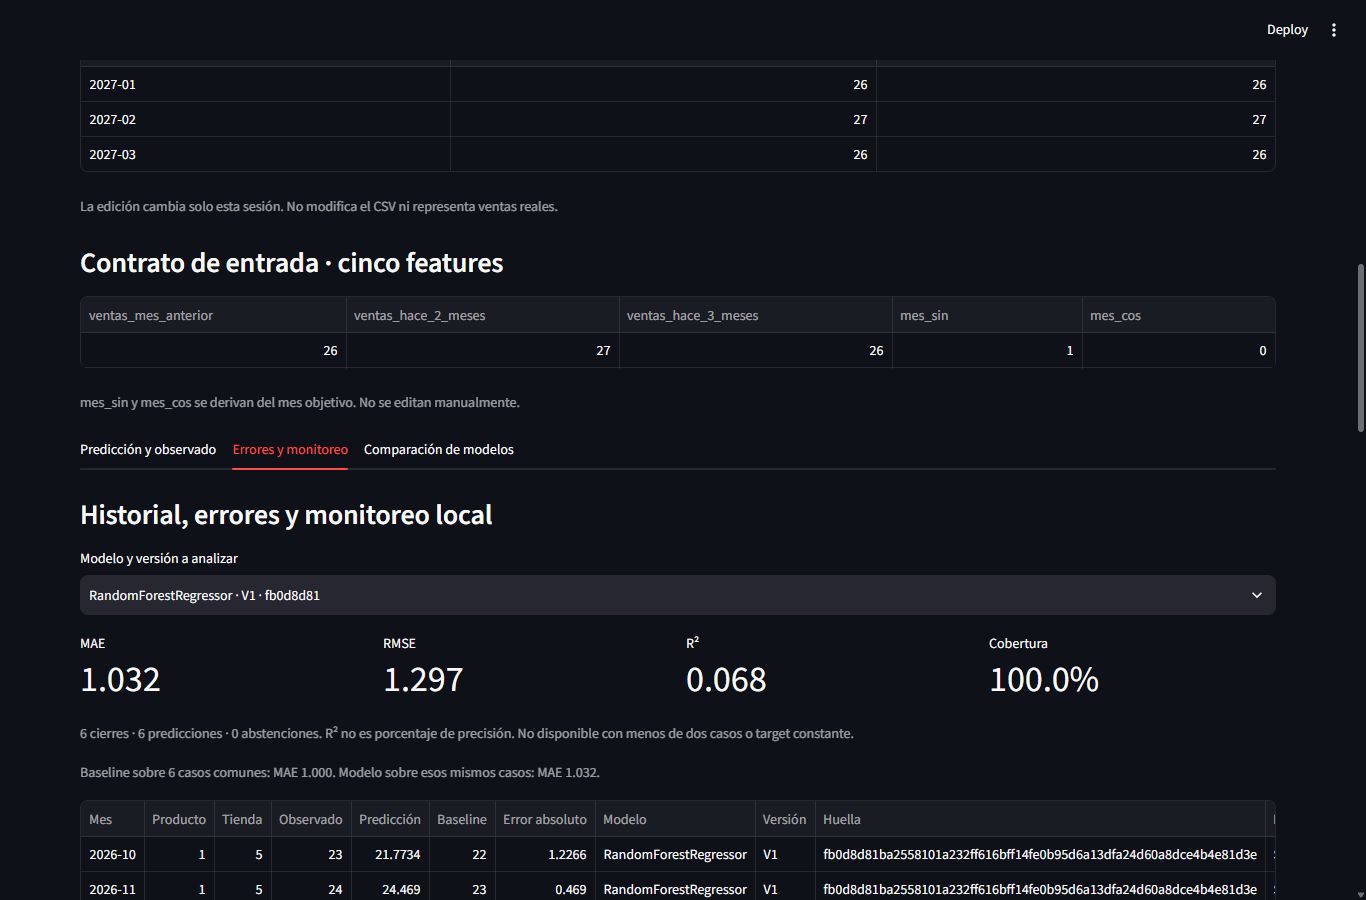 Deploy
2027-01 26 26
2027-02 27 27
2027-03 26 26
La edición cambia solo esta sesión. No modifica el CSV ni representa ventas reales.
Contrato de entrada · cinco features
ventas_mes_anterior ventas_hace_2_meses ventas_hace_3_meses mes_sin mes_cos
26 27 26 1 0
mes_sin y mes_cos se derivan del mes objetivo. No se editan manualmente.
Predicción y observado Errores y monitoreo Comparación de modelos
Historial, errores y monitoreo local
Modelo y versión a analizar
RandomForestRegressor · V1 · fb0d8d81
MAE RMSE R² Cobertura
1.032 1.297 0.068 100.0%
6 cierres · 6 predicciones · 0 abstenciones. R² no es porcentaje de precisión. No disponible con menos de dos casos o target constante.
Baseline sobre 6 casos comunes: MAE 1.000. Modelo sobre esos mismos casos: MAE 1.032.
Mes Producto Tienda Observado Predicción Baseline Error absoluto Modelo Versión Huella
2026-10 1 5 23 21.7734 22 1.2266 RandomForestRegressor V1 fb0d8d81ba2558101a232ff616bff14fe0b95d6a13dfa24d60a8dce4b4e81d3e
2026-11 1 5 24 24.469 23 0.469 RandomForestRegressor V1 fb0d8d81ba2558101a232ff616bff14fe0b95d6a13dfa24d60a8dce4b4e81d3e